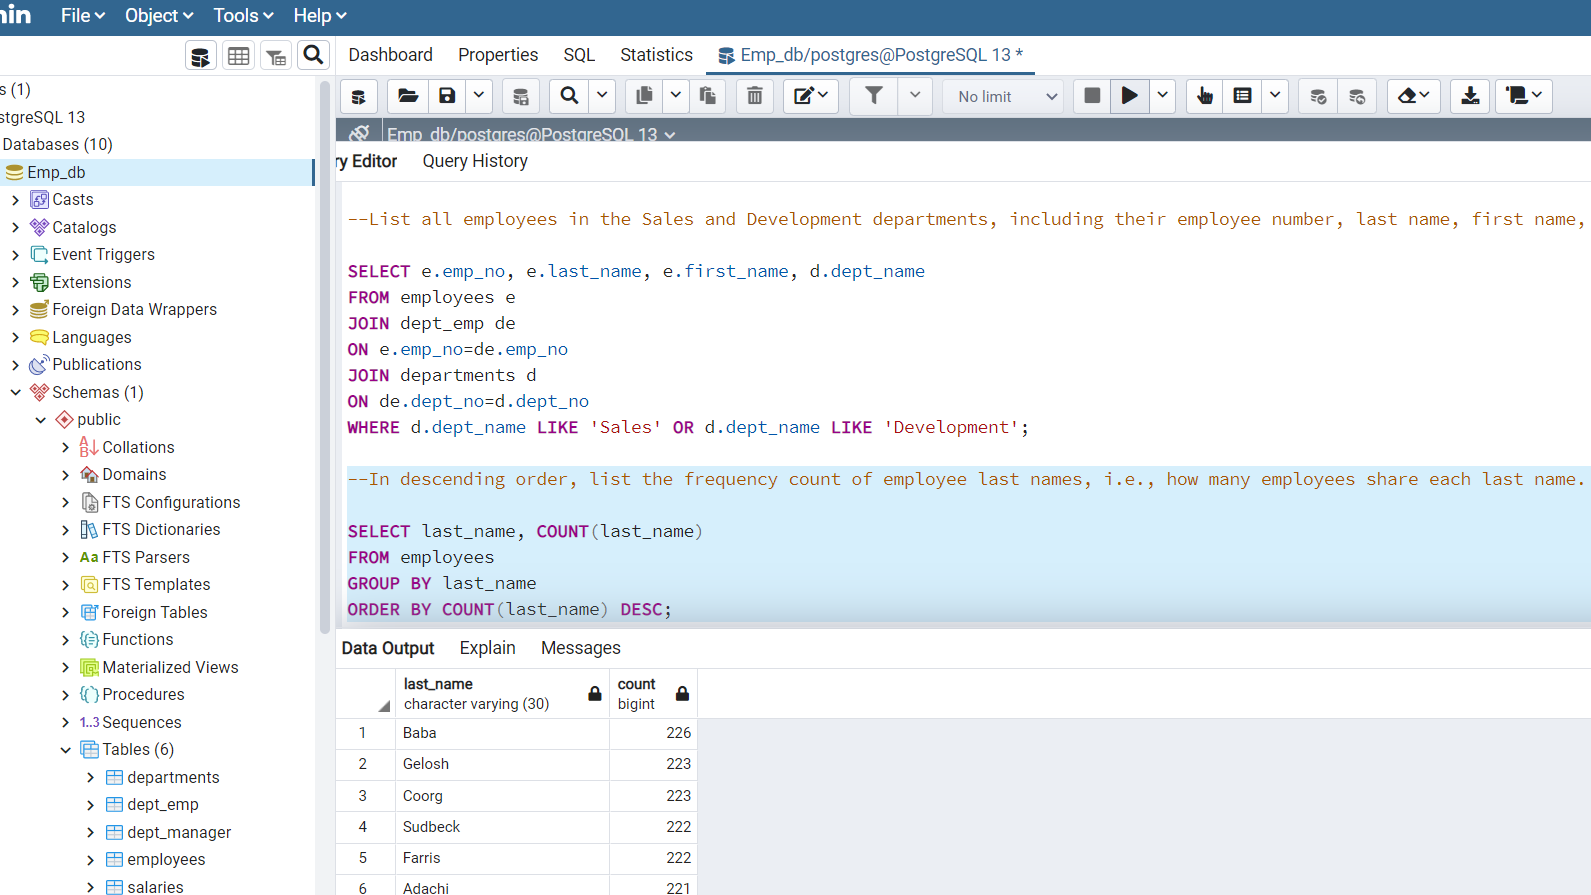 min File Object Tools Help
Dashboard Properties SQL Statistics Emp_db/postgres@PostgreSQL 13 *
No limit
Emp_db/postgres@PostgreSQL 13
s (1)
stgreSQL 13
Databases (10)
Emp_db
Casts
Catalogs
Event Triggers
Extensions
Foreign Data Wrappers
Languages
Publications
Schemas (1)
public
Collations
Domains
FTS Configurations
FTS Dictionaries
Aa FTS Parsers
FTS Templates
Foreign Tables
Functions
Materialized Views
Procedures
1..3 Sequences
Tables (6)
departments
dept_emp
dept_manager
employees
salaries
ry Editor Query History
--List all employees in the Sales and Development departments, including their employee number, last name, first name,
SELECT e.emp_no, e.last_name, e.first_name, d.dept_name
FROM employees e
JOIN dept_emp de
ON e.emp_no=de.emp_no
JOIN departments d
ON de.dept_no=d.dept_no
WHERE d.dept_name LIKE 'Sales' OR d.dept_name LIKE 'Development';
--In descending order, list the frequency count of employee last names, i.e., how many employees share each last name.
SELECT last_name, COUNT(last_name)
FROM employees
GROUP BY last_name
ORDER BY COUNT(last_name) DESC;
Data Output Explain Messages
last_name count
character varying (30) bigint
1 Baba 226
2 Gelosh 223
3 Coorg 223
4 Sudbeck 222
5 Farris 222
6 Adachi 221